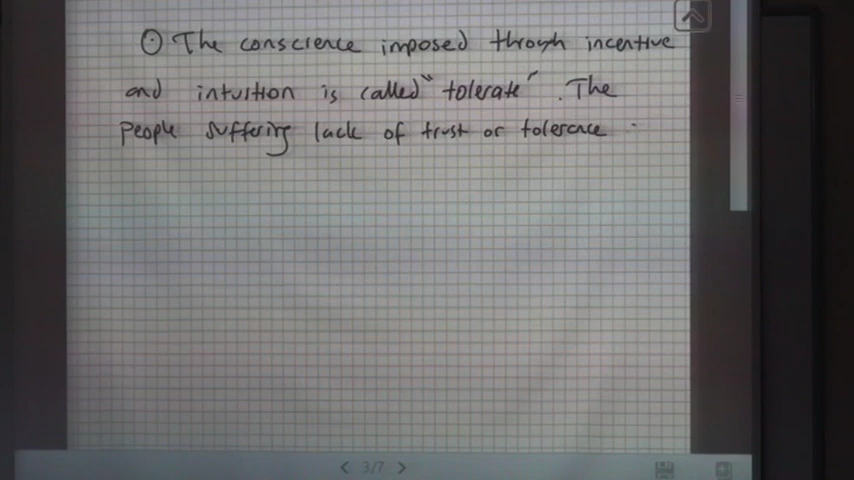 ⊙ The conscience imposed through incentive
and intuition is called "tolerate". The
people suffering lack of trust or tolerace
3/7